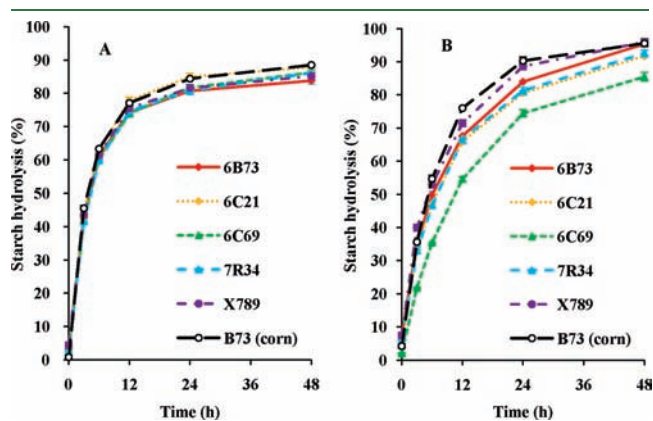 A
Starch hydrolysis (%)
100
90
80
70
60
50
40
30
20
10
0
6B73
6C21
6C69
7R34
X789
B73 (corn)
0 12 24 36 48
Time (h)
B
Starch hydrolysis (%)
100
90
80
70
60
50
40
30
20
10
0
6B73
6C21
6C69
7R34
X789
B73 (corn)
0 12 24 36 48
Time (h)